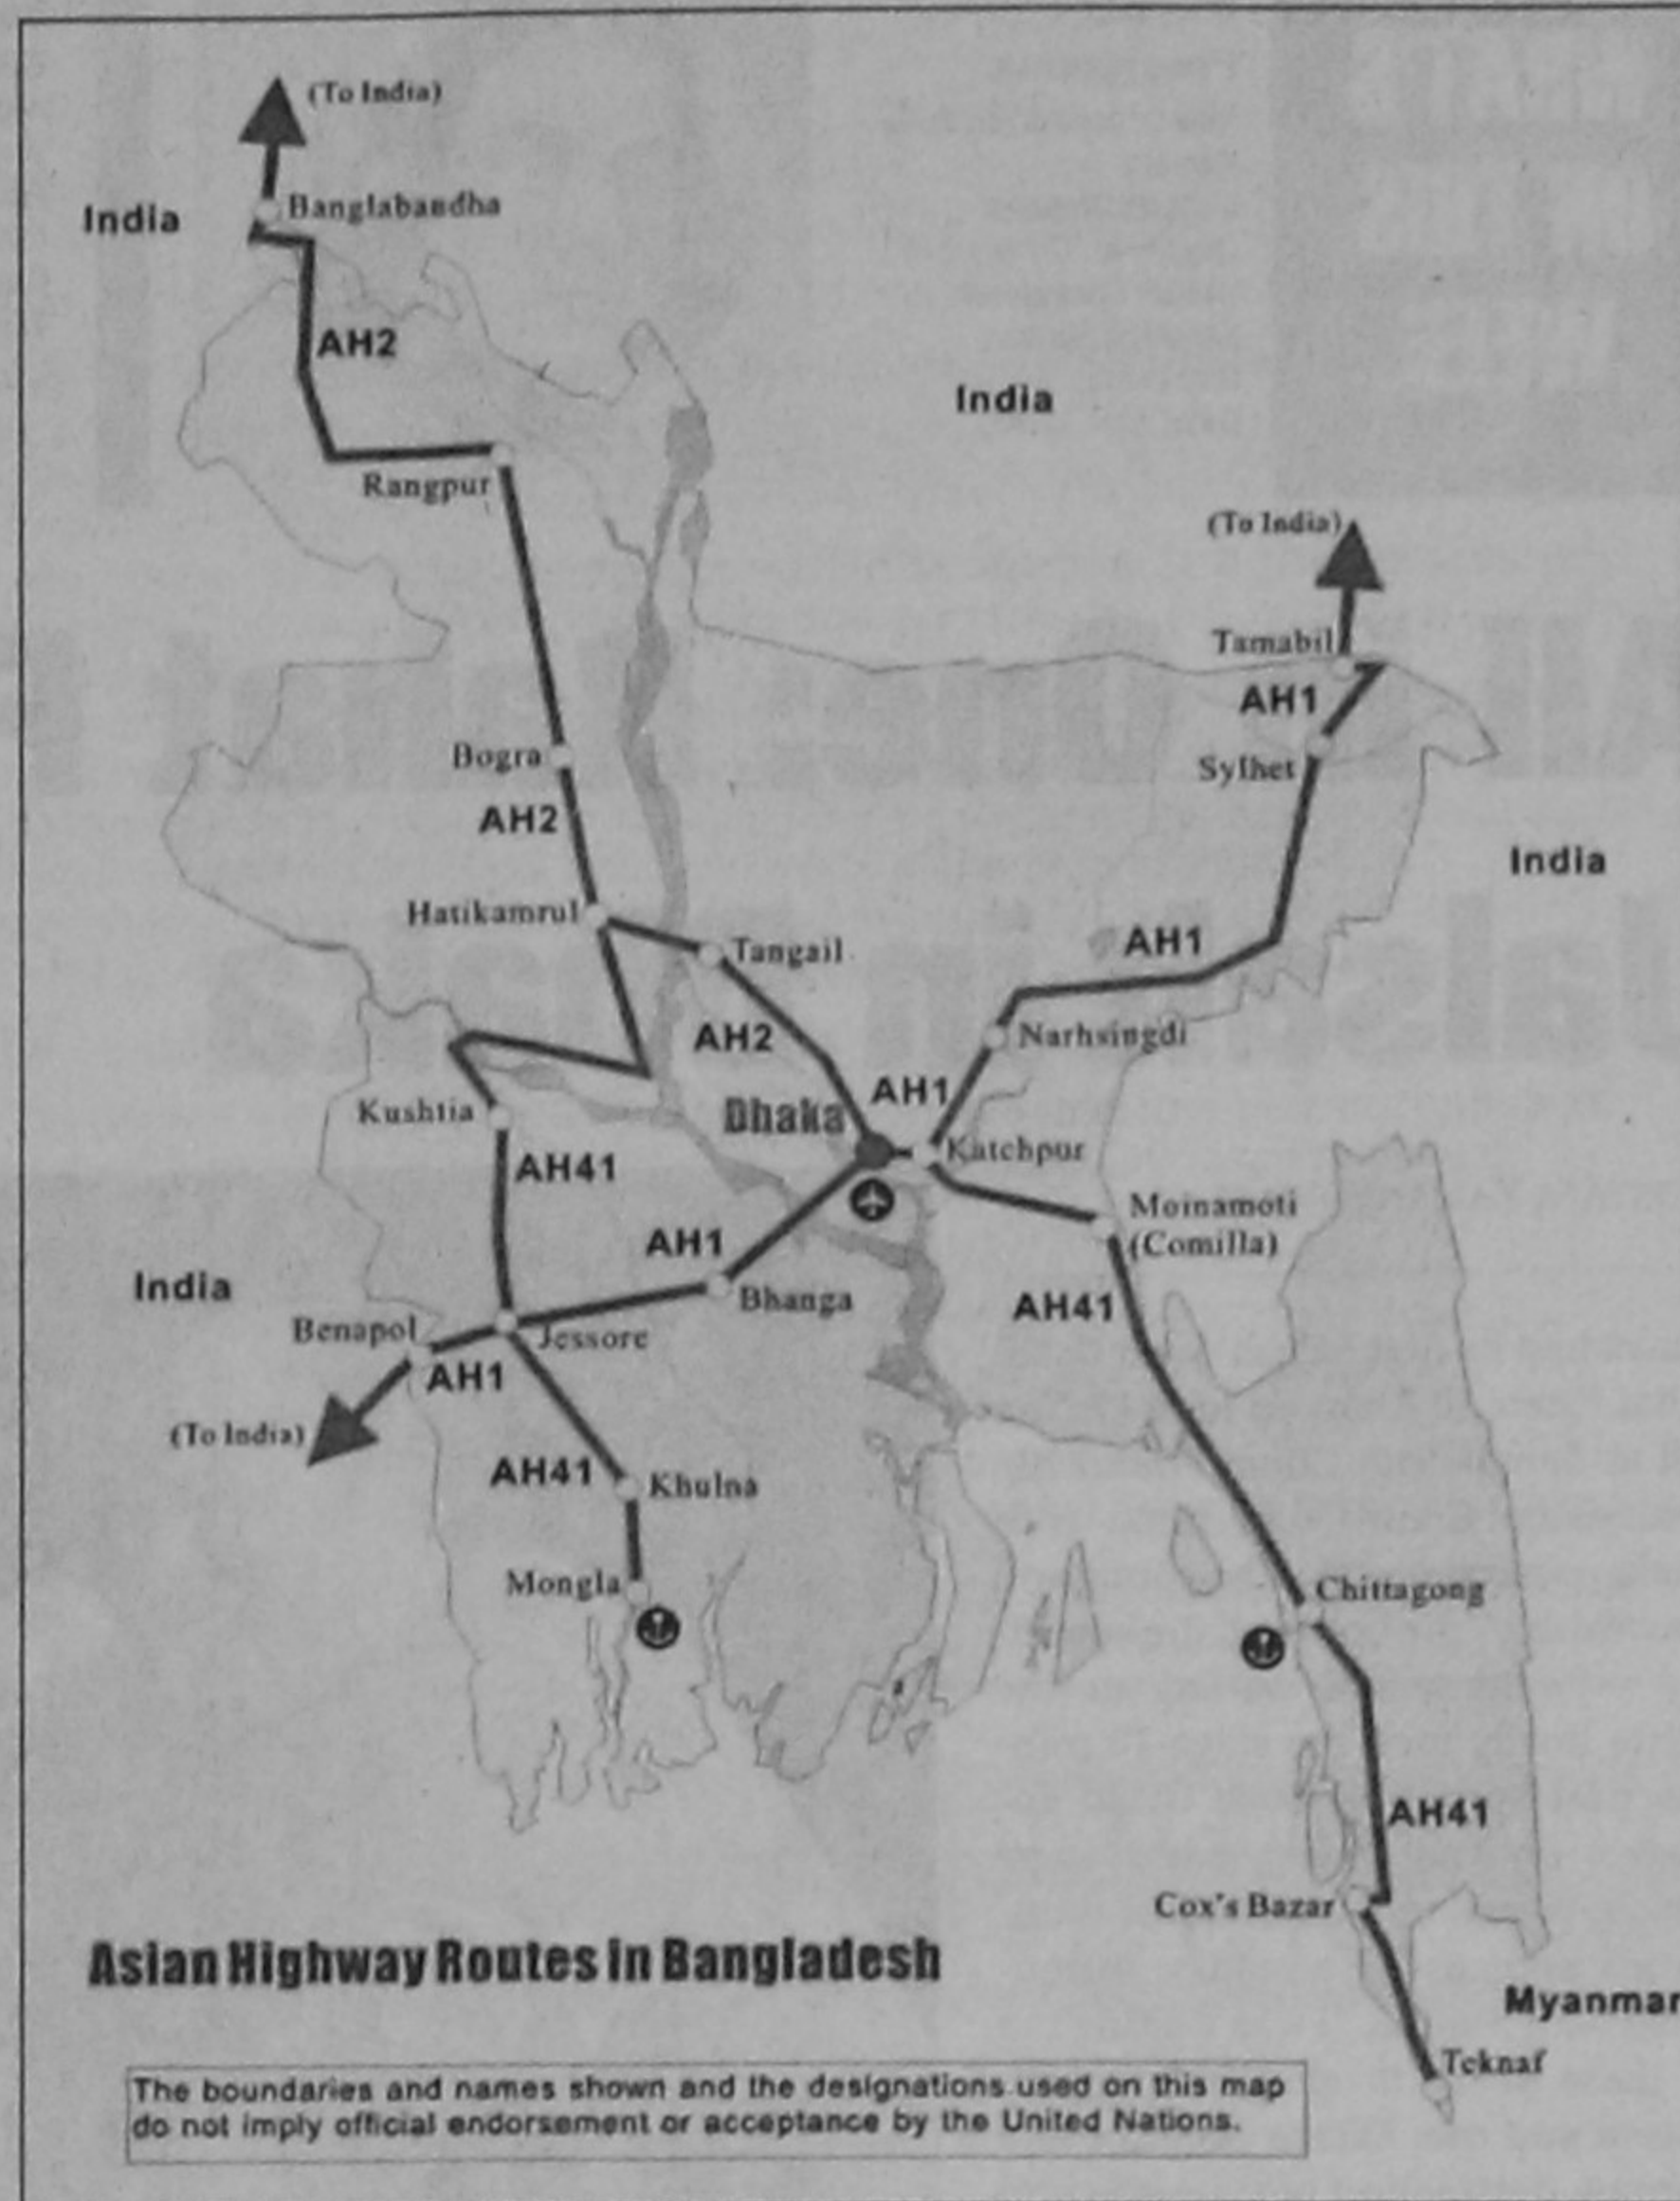 (To India)
Banglabandha
India
AH2
India
Rangpur
(To India)
Tamabil
AH1
Bogra
Sylhet
AH2
India
Hatikamrul
AH1
Tangail
AH2
Narhsingdi
AH1
Kushtia
Dhaka
Katchpur
AH41
Moinamoti
(Comilla)
AH1
India
Bhanga
AH41
Benapol
Jessore
AH1
(To India)
AH41
Khulna
Mongla
Chittagong
AH41
Cox's Bazar
Asian Highway Routes in Bangladesh
Myanmar
Teknaf
The boundaries and names shown and the designations used on this map
do not imply official endorsement or acceptance by the United Nations.